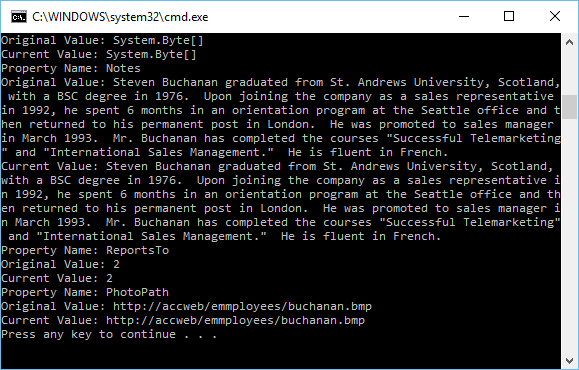 C:\WINDOWS\system32\cmd.exe
Original Value: System.Byte[]
Current Value: System.Byte[]
Property Name: Notes
Original Value: Steven Buchanan graduated from St. Andrews University, Scotland,
 with a BSC degree in 1976.  Upon joining the company as a sales representative
in 1992, he spent 6 months in an orientation program at the Seattle office and t
hen returned to his permanent post in London.  He was promoted to sales manager
in March 1993.  Mr. Buchanan has completed the courses "Successful Telemarketing
" and "International Sales Management."  He is fluent in French.
Current Value: Steven Buchanan graduated from St. Andrews University, Scotland,
with a BSC degree in 1976.  Upon joining the company as a sales representative i
n 1992, he spent 6 months in an orientation program at the Seattle office and th
en returned to his permanent post in London.  He was promoted to sales manager i
n March 1993.  Mr. Buchanan has completed the courses "Successful Telemarketing"
 and "International Sales Management."  He is fluent in French.
Property Name: ReportsTo
Original Value: 2
Current Value: 2
Property Name: PhotoPath
Original Value: http://accweb/emmployees/buchanan.bmp
Current Value: http://accweb/emmployees/buchanan.bmp
Press any key to continue . . .